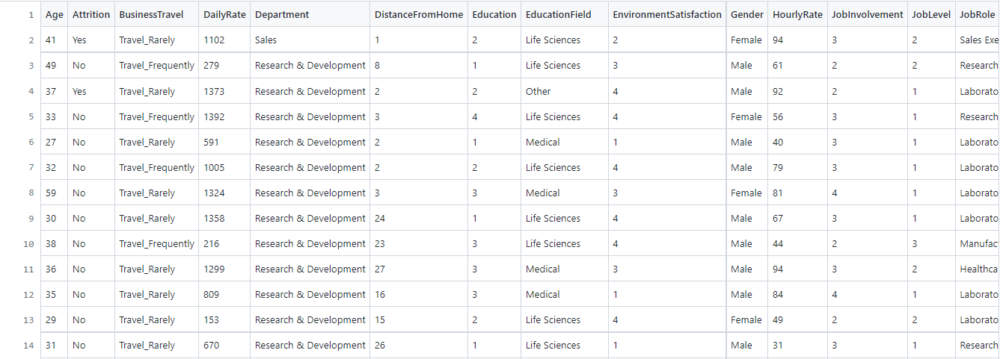 1 Age Attrition BusinessTravel DailyRate Department DistanceFromHome Education EducationField EnvironmentSatisfaction Gender HourlyRate JobInvolvement JobLevel JobRole
2 41 Yes Travel_Rarely 1102 Sales 1 2 Life Sciences 2 Female 94 3 2 Sales Exe
3 49 No Travel_Frequently 279 Research & Development 8 1 Life Sciences 3 Male 61 2 2 Research
4 37 Yes Travel_Rarely 1373 Research & Development 2 2 Other 4 Male 92 2 1 Laborato
5 33 No Travel_Frequently 1392 Research & Development 3 4 Life Sciences 4 Female 56 3 1 Research
6 27 No Travel_Rarely 591 Research & Development 2 1 Medical 1 Male 40 3 1 Laborato
7 32 No Travel_Frequently 1005 Research & Development 2 2 Life Sciences 4 Male 79 3 1 Laborato
8 59 No Travel_Rarely 1324 Research & Development 3 3 Medical 3 Female 81 4 1 Laborato
9 30 No Travel_Rarely 1358 Research & Development 24 1 Life Sciences 4 Male 67 3 1 Laborato
10 38 No Travel_Frequently 216 Research & Development 23 3 Life Sciences 4 Male 44 2 3 Manufac
11 36 No Travel_Rarely 1299 Research & Development 27 3 Medical 3 Male 94 3 2 Healthca
12 35 No Travel_Rarely 809 Research & Development 16 3 Medical 1 Male 84 4 1 Laborato
13 29 No Travel_Rarely 153 Research & Development 15 2 Life Sciences 4 Female 49 2 2 Laborato
14 31 No Travel_Rarely 670 Research & Development 26 1 Life Sciences 1 Male 31 3 1 Research